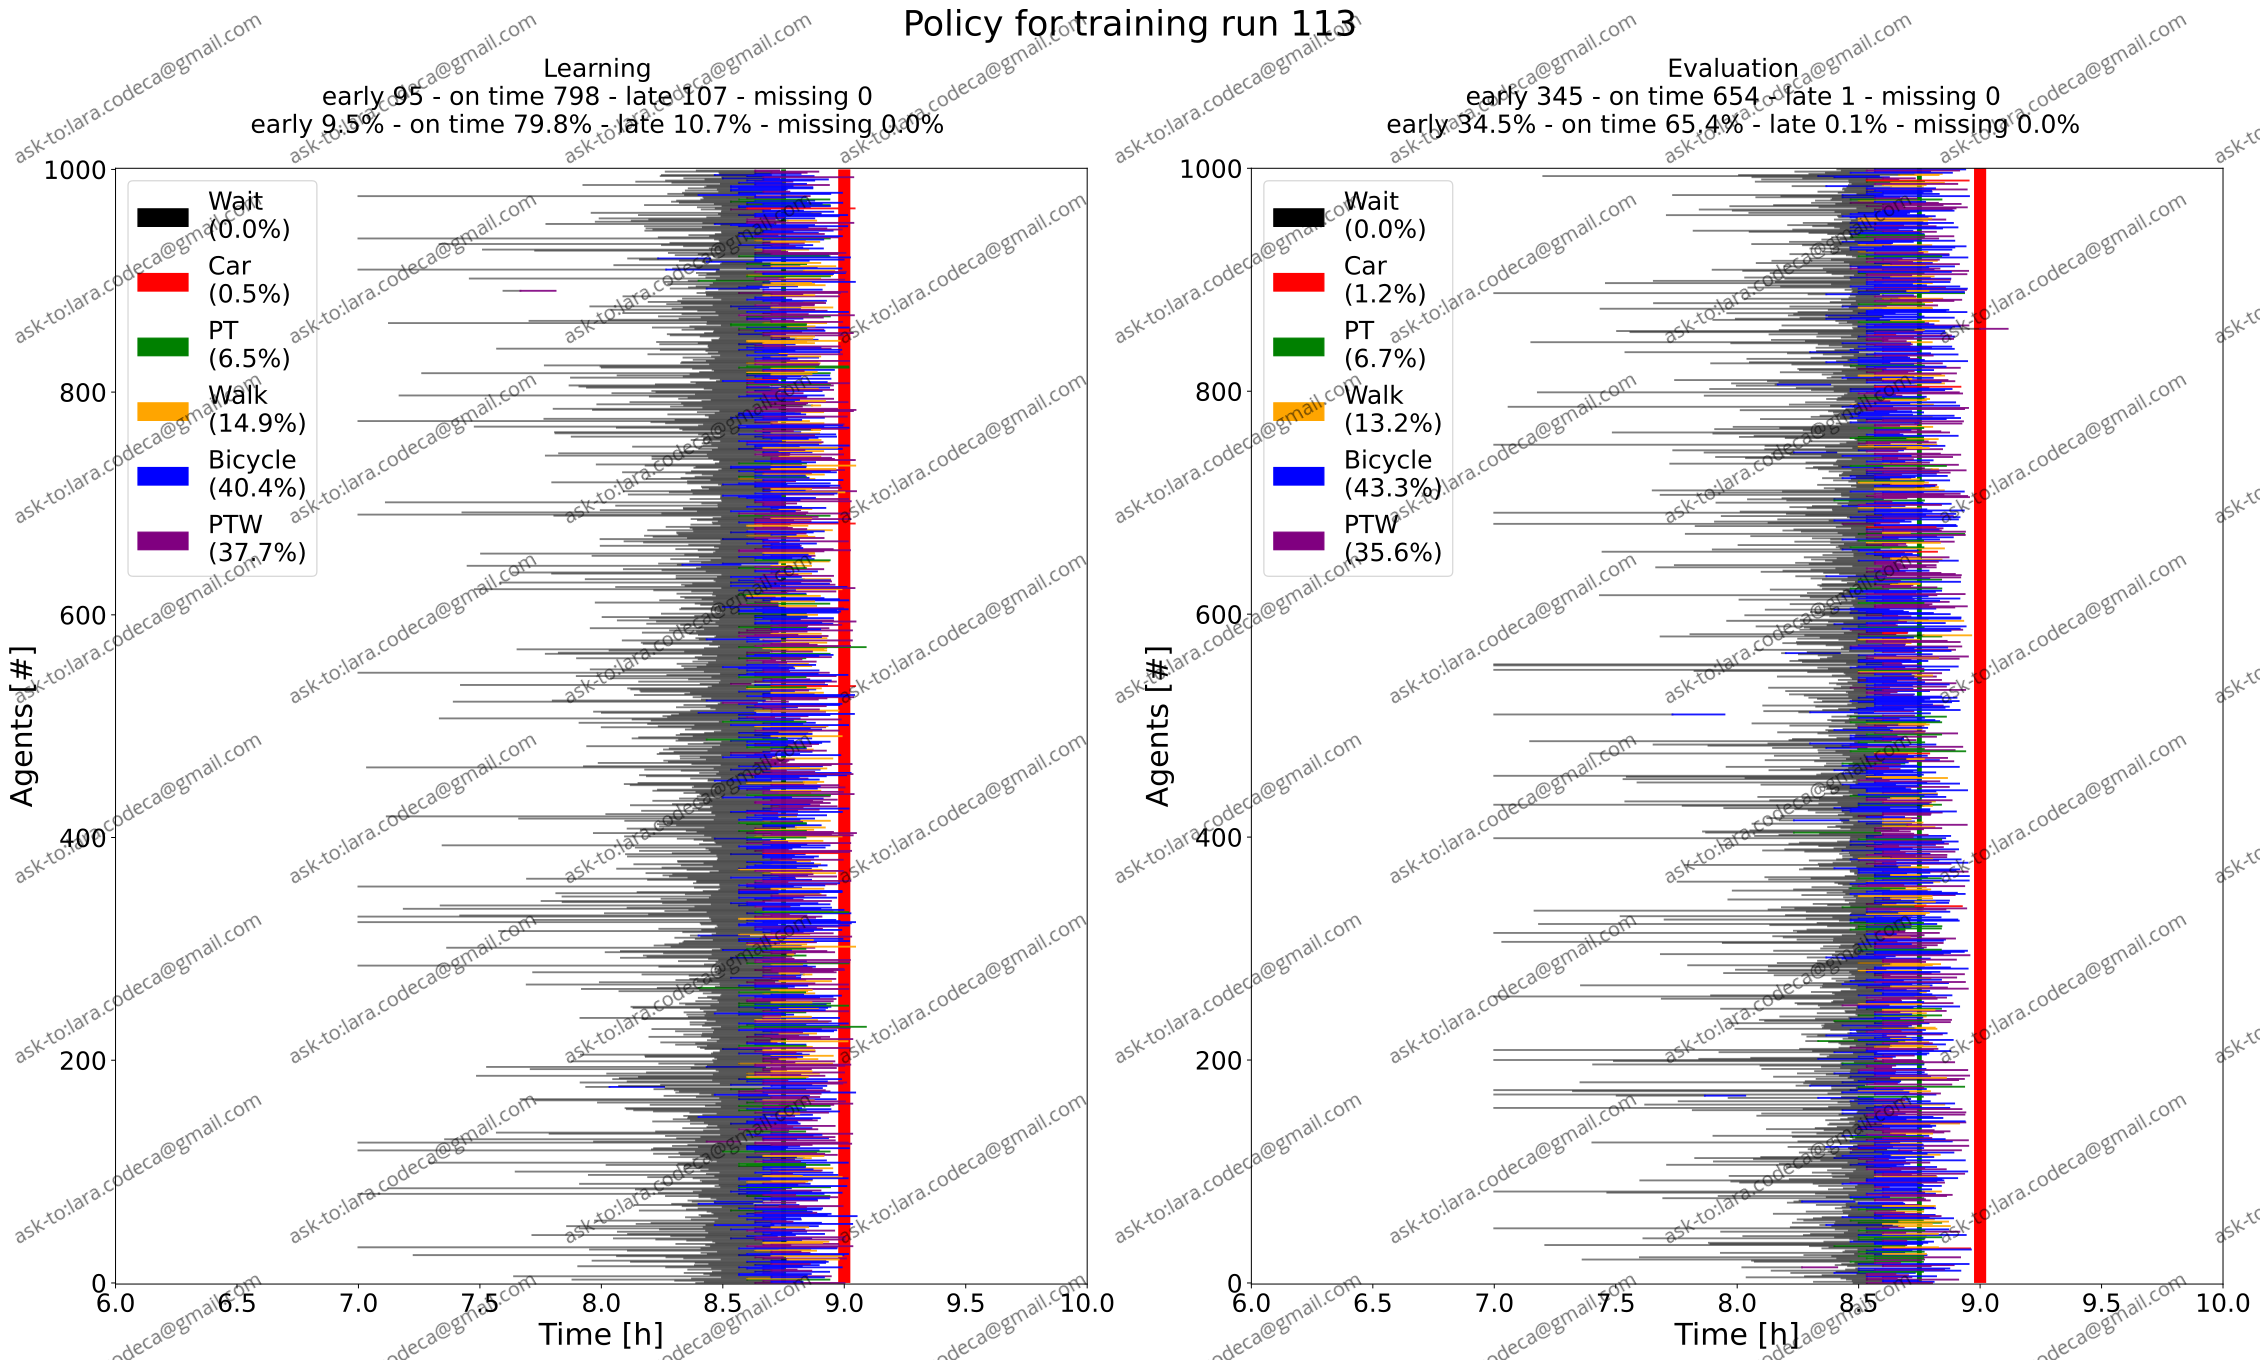 Policy for training run 113
Learning
early 95 - on time 798 - late 107 - missing 0
early 9.5% - on time 79.8% - late 10.7% - missing 0.0%
Evaluation
early 345 - on time 654 - late 1 - missing 0
early 34.5% - on time 65.4% - late 0.1% - missing 0.0%
Agents [#]
1000
800
600
400
200
0
Wait
(0.0%)
Car
(0.5%)
PT
(6.5%)
Walk
(14.9%)
Bicycle
(40.4%)
PTW
(37.7%)
6.0 6.5 7.0 7.5 8.0 8.5 9.0 9.5 10.0
Time [h]
Agents [#]
1000
800
600
400
200
0
Wait
(0.0%)
Car
(1.2%)
PT
(6.7%)
Walk
(13.2%)
Bicycle
(43.3%)
PTW
(35.6%)
6.0 6.5 7.0 7.5 8.0 8.5 9.0 9.5 10.0
Time [h]
ask-to:lara.codeca@gmail.com